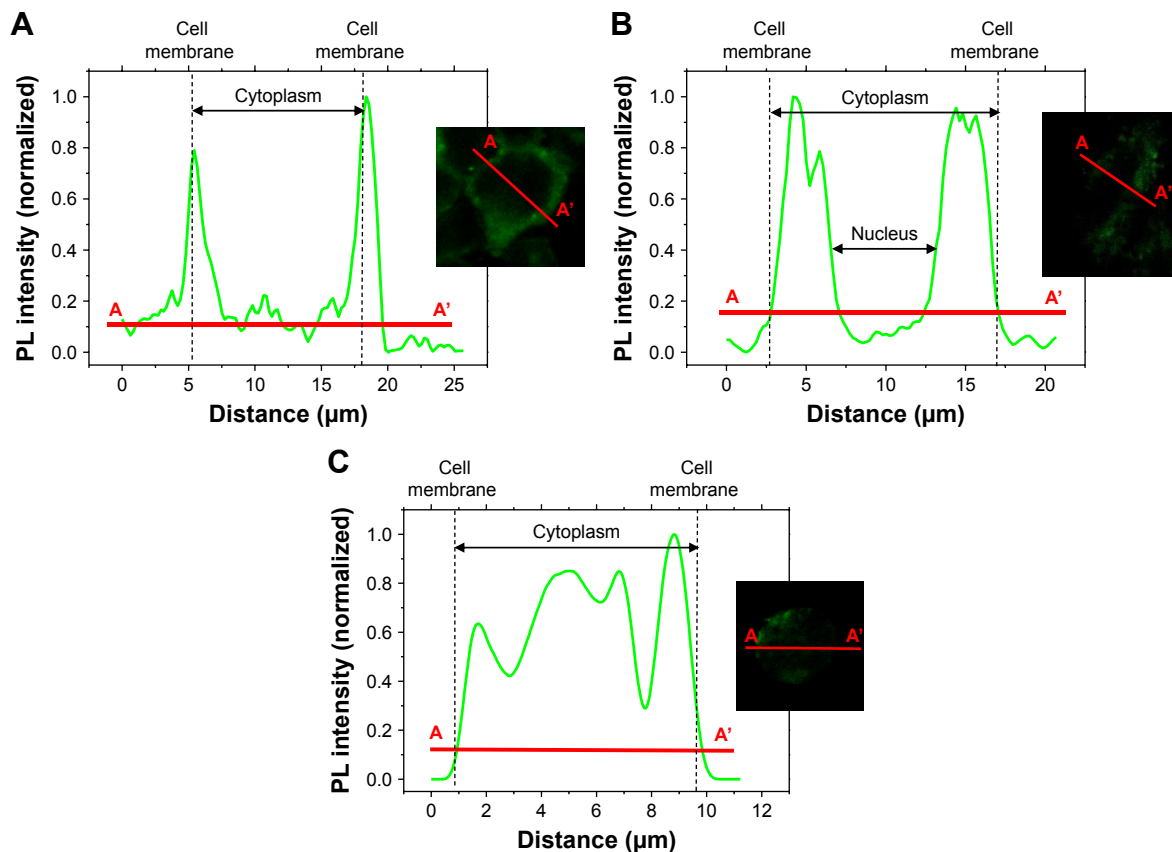 A
Cell
membrane
Cell
membrane
Cytoplasm
PL intensity (normalized)
1.0
0.8
0.6
0.4
0.2
0.0
A
A'
0
5
10
15
20
25
Distance (µm)
A
A'
B
Cell
membrane
Cell
membrane
Cytoplasm
Nucleus
PL intensity (normalized)
1.0
0.8
0.6
0.4
0.2
0.0
A
A'
0
5
10
15
20
Distance (µm)
A
A'
C
Cell
membrane
Cell
membrane
Cytoplasm
PL intensity (normalized)
1.0
0.8
0.6
0.4
0.2
0.0
A
A'
0
2
4
6
8
10
12
Distance (µm)
A
A'